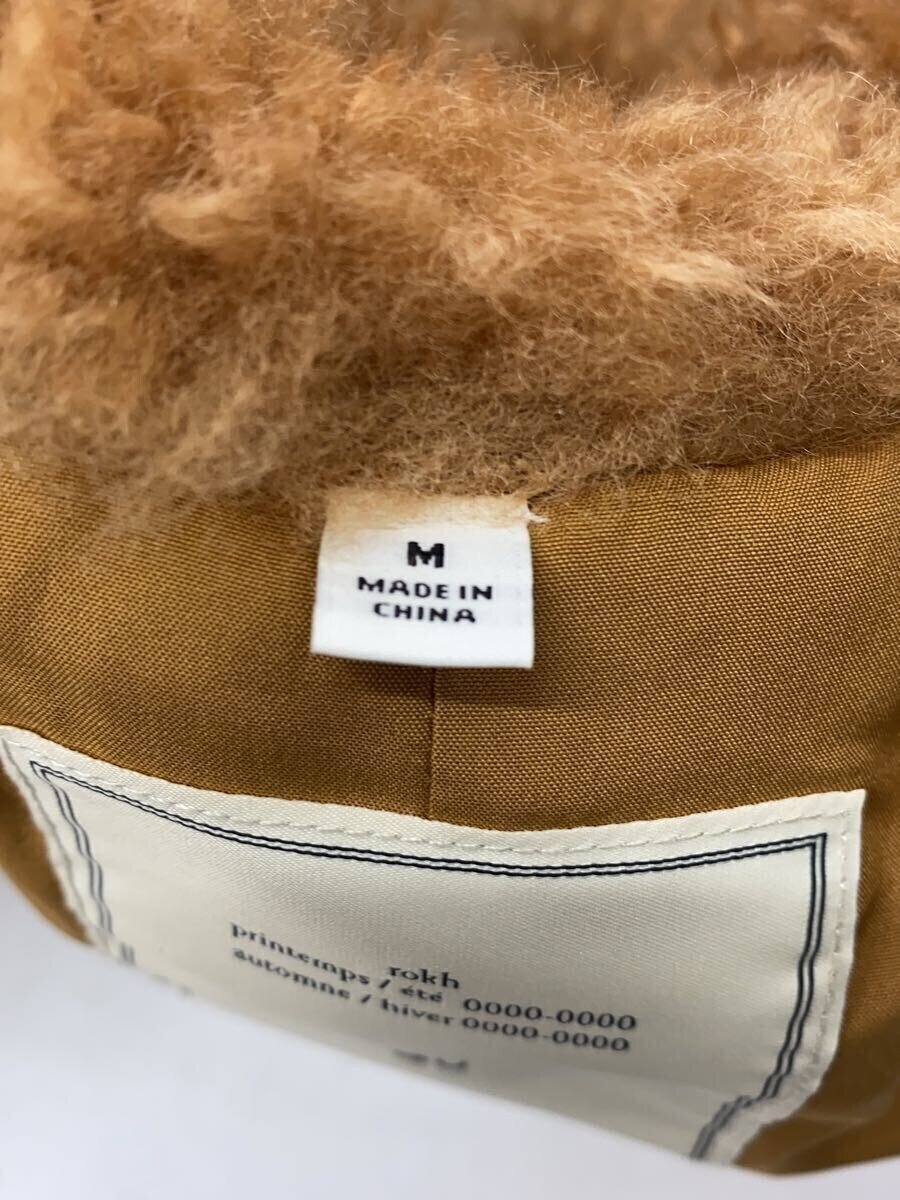 M
MADE IN
CHINA
rokh
printemps / été 0000-0000
automne / hiver 0000-0000